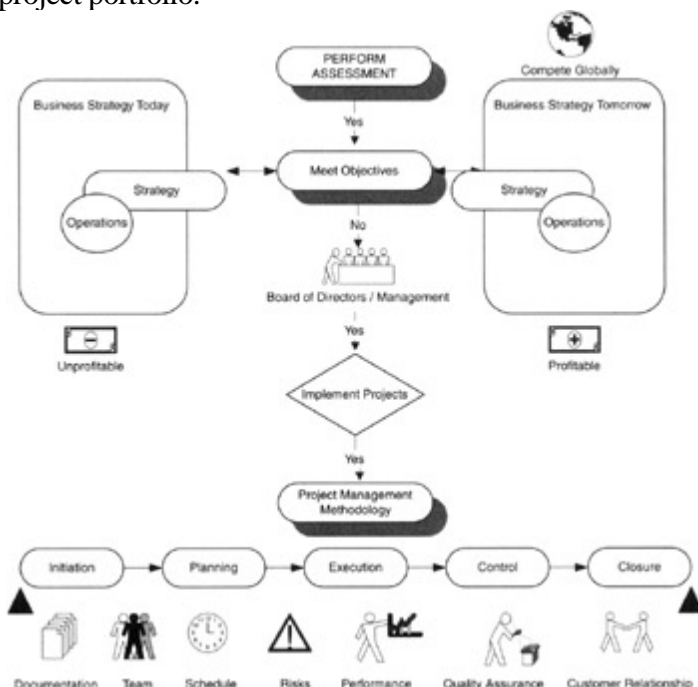 project portfolio.
PERFORM
ASSESSMENT
Compete Globally
Business Strategy Today
Yes
Business Strategy Tomorrow
Meet Objectives
Strategy
Strategy
Operations
Operations
No
Board of Directors / Management
Unprofitable
Yes
Profitable
Implement Projects
Yes
Project Management
Methodology
Initiation
Planning
Execution
Control
Closure
Documentation
Team
Schedule
Risks
Performance
Quality Assurance
Customer Relationship